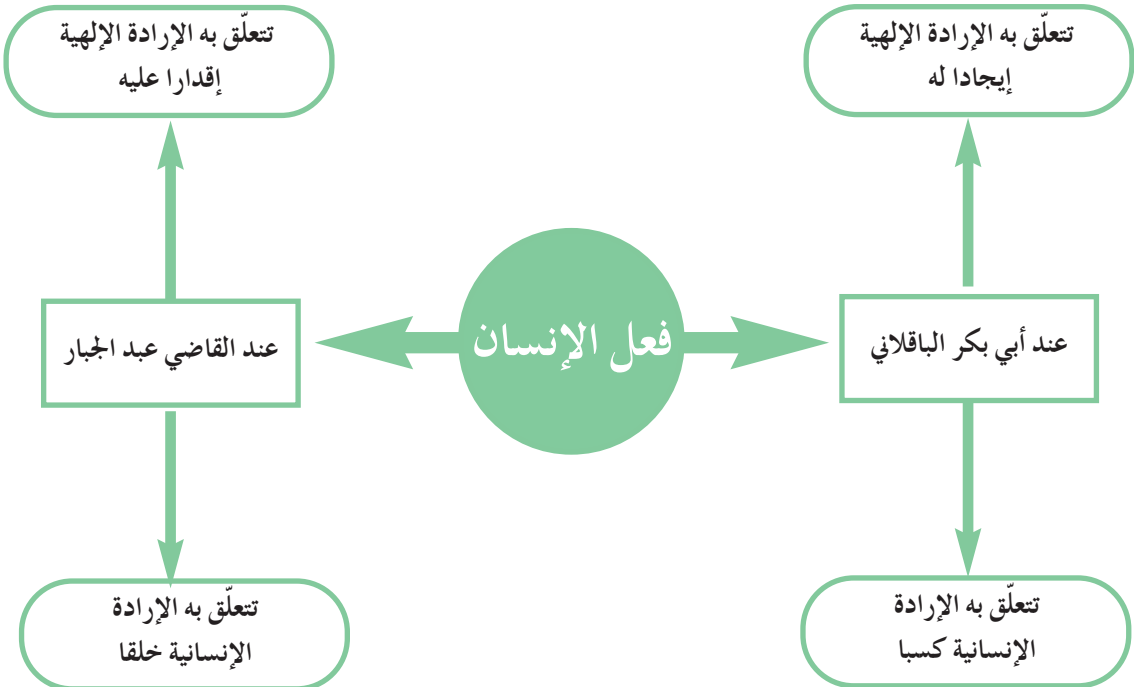 تتعلّق به الإرادة الإلهية
إيجادا له
تتعلّق به الإرادة الإلهية
إقدارا عليه
عند أبي بكر الباقلاني
فعل الإنسان
عند القاضي عبد الجبار
تتعلّق به الإرادة
الإنسانية كسبا
تتعلّق به الإرادة
الإنسانية خلقا